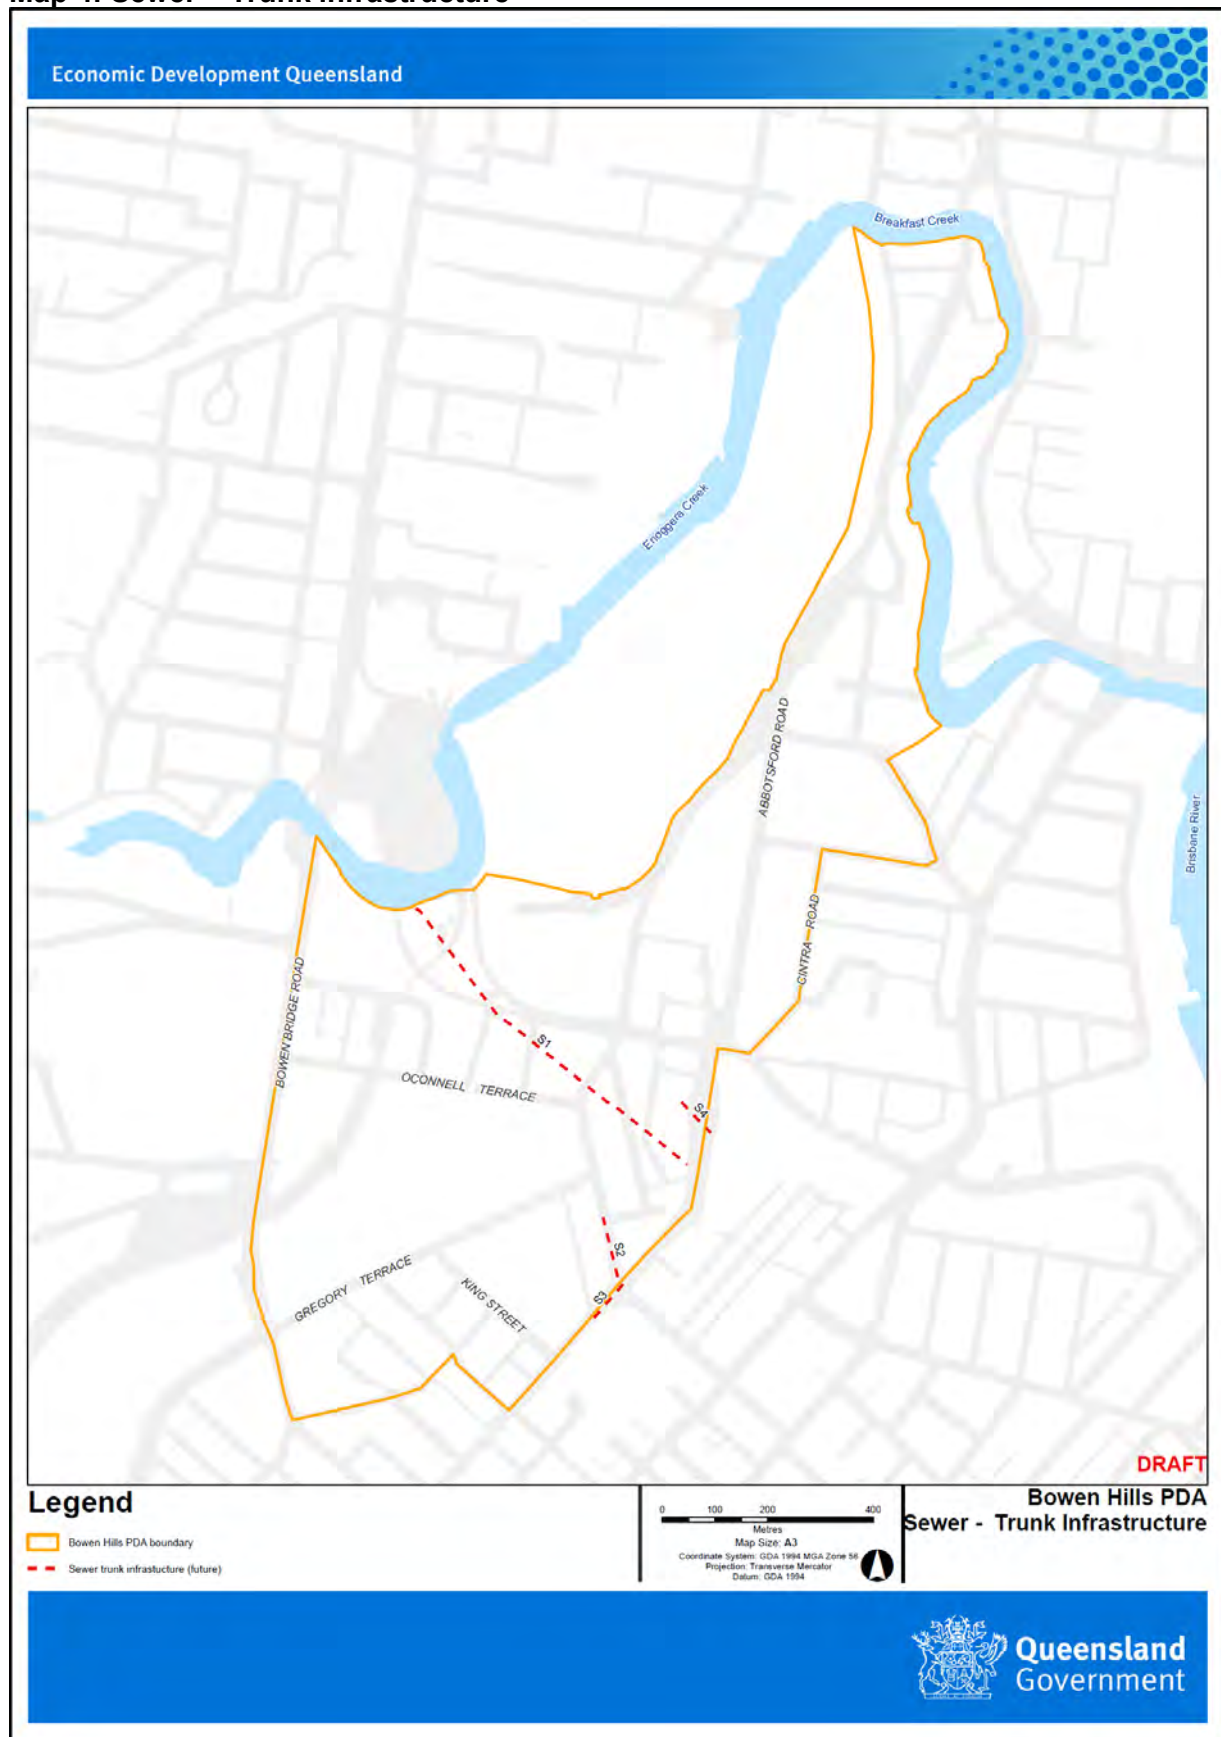 Map 4: Sewer – Trunk Infrastructure
Economic Development Queensland
Breakfast Creek
Enoggera Creek
ABBOTSFORD ROAD
Brisbane River
CINTRA ROAD
BOWEN BRIDGE ROAD
S1
OCONNELL TERRACE
S4
S2
GREGORY TERRACE
KING STREET
S3
DRAFT
Legend
Bowen Hills PDA boundary
Sewer trunk infrastucture (future)
0 100 200 400
Metres
Map Size: A3
Coordinate System: GDA 1994 MGA Zone 56
Projection: Transverse Mercator
Datum: GDA 1994
Bowen Hills PDA
Sewer - Trunk Infrastructure
Queensland
Government